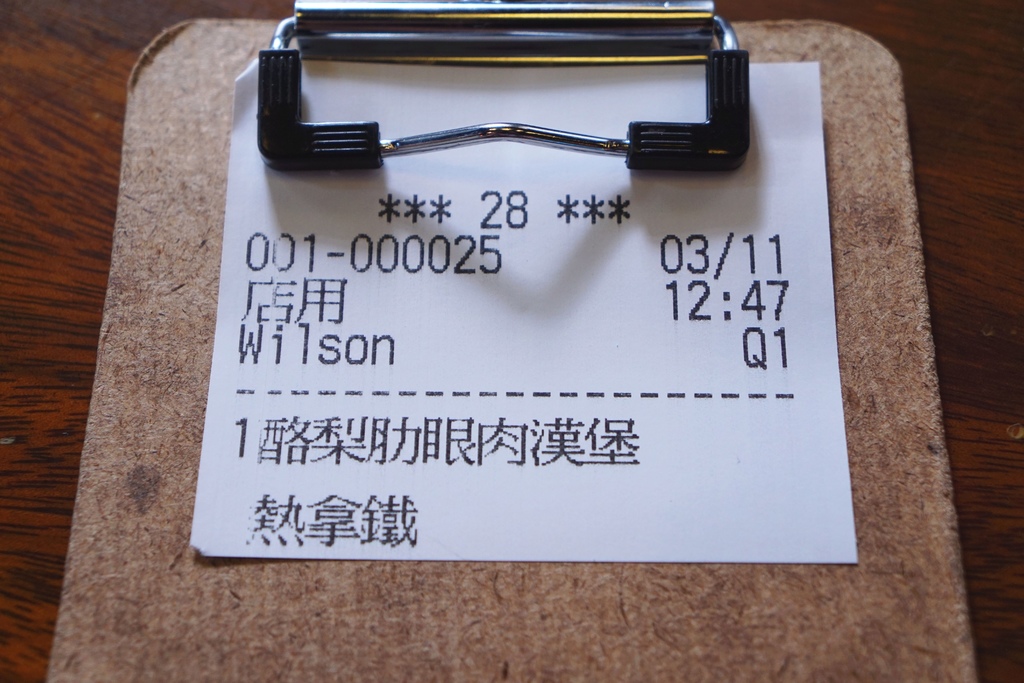 *** 28 ***
001-000025 03/11
店用 12:47
Wilson Q1
--------------------------------
1酪梨肋眼肉漢堡
熱拿鐵